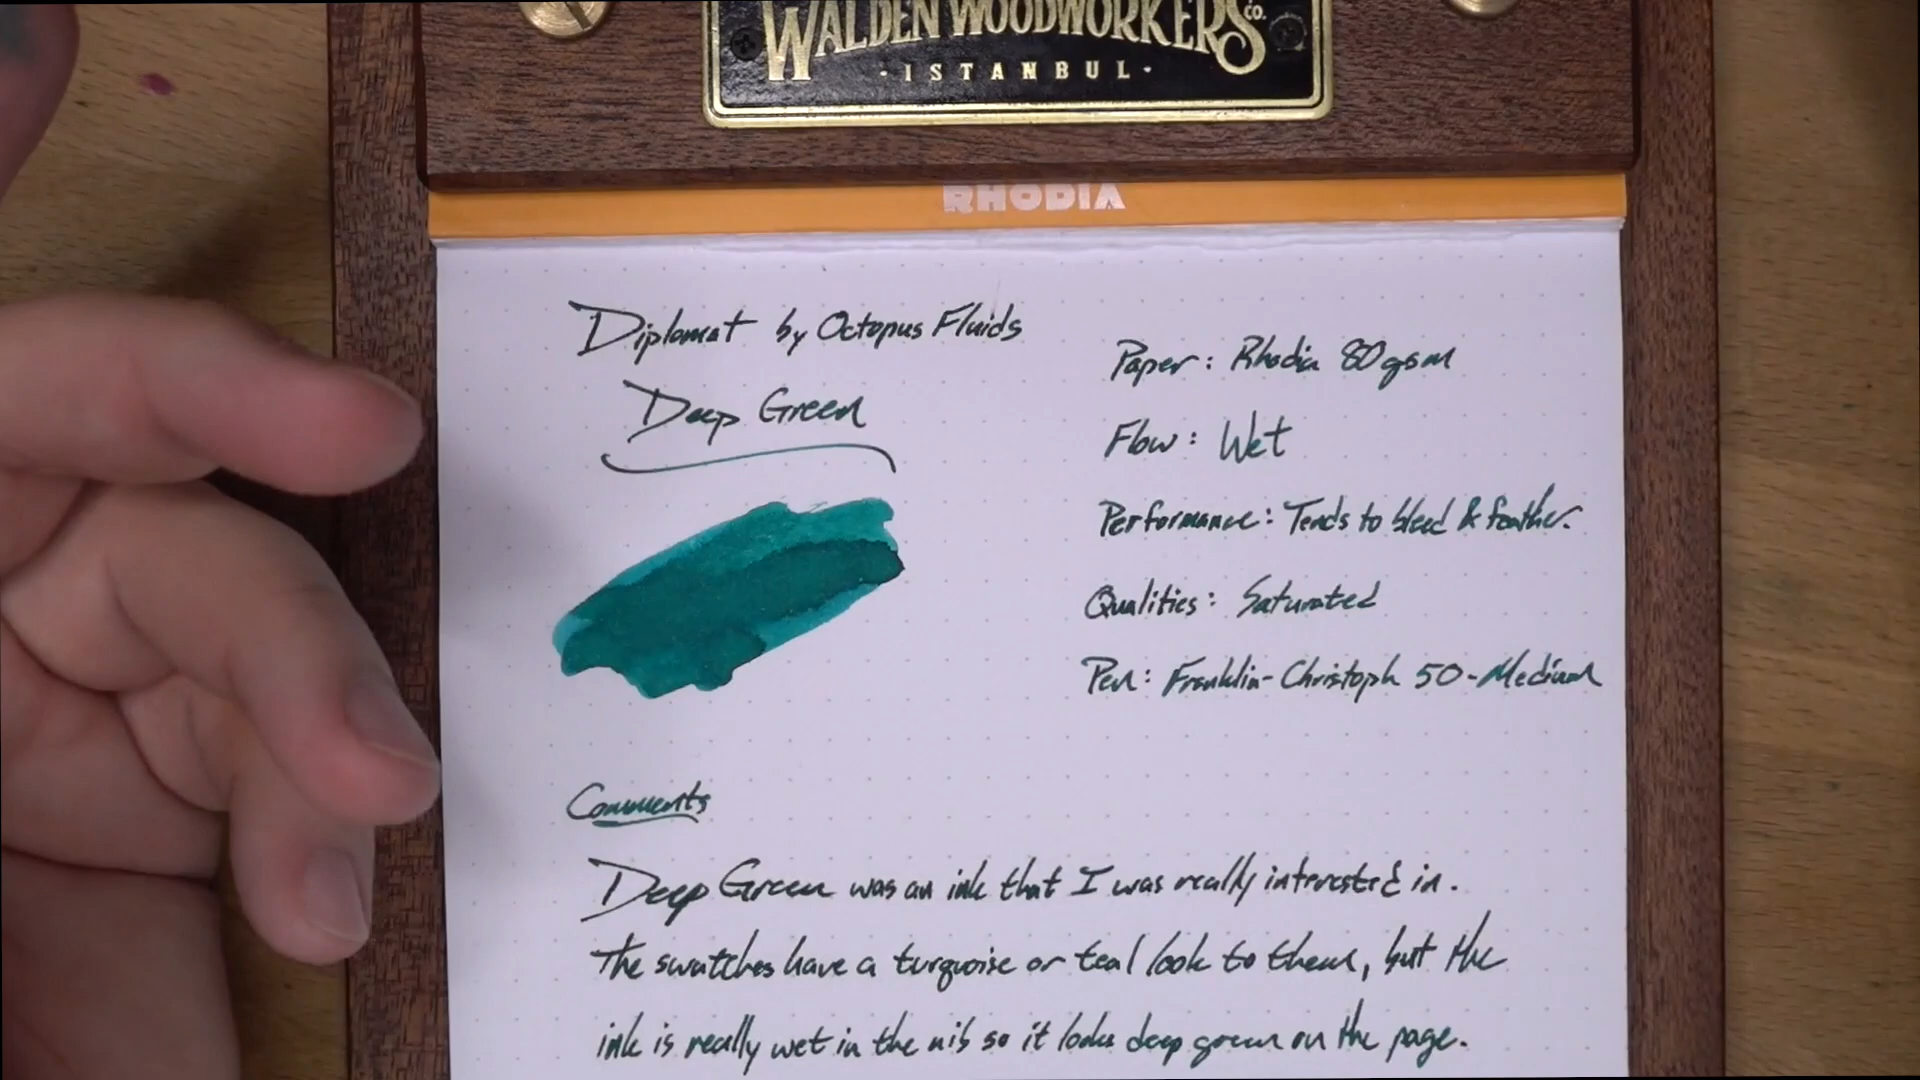 WALDEN WOODWORKERS CO.
· ISTANBUL ·
RHODIA
Diplomat by Octopus Fluids
Deep Green
Paper: Rhodia 80gsm
Flow: Wet
Performance: Tends to bleed & feather.
Qualities: Saturated
Pen: Franklin-Christoph 50-Medium
Comments
Deep Green was an ink that I was really interested in.
The swatches have a turquoise or teal look to them, but the
ink is really wet in the nib so it looks deep green on the page.